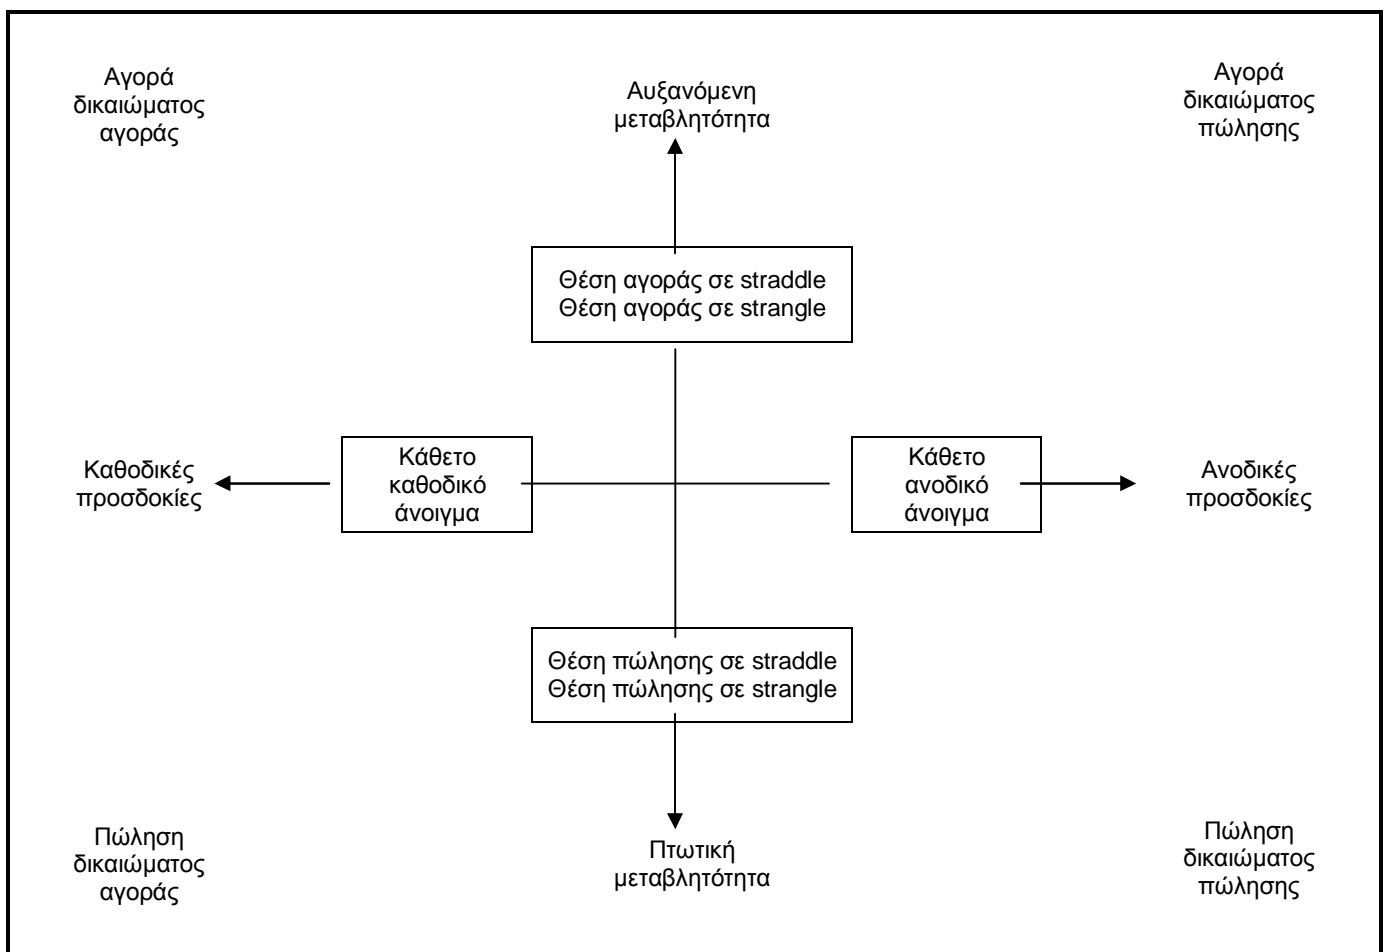 Αγορά
δικαιώματος
αγοράς
Αυξανόμενη
μεταβλητότητα
Αγορά
δικαιώματος
πώλησης
Θέση αγοράς σε straddle
Θέση αγοράς σε strangle
Καθοδικές
προσδοκίες
Κάθετο
καθοδικό
άνοιγμα
Κάθετο
ανοδικό
άνοιγμα
Ανοδικές
προσδοκίες
Θέση πώλησης σε straddle
Θέση πώλησης σε strangle
Πώληση
δικαιώματος
αγοράς
Πτωτική
μεταβλητότητα
Πώληση
δικαιώματος
πώλησης